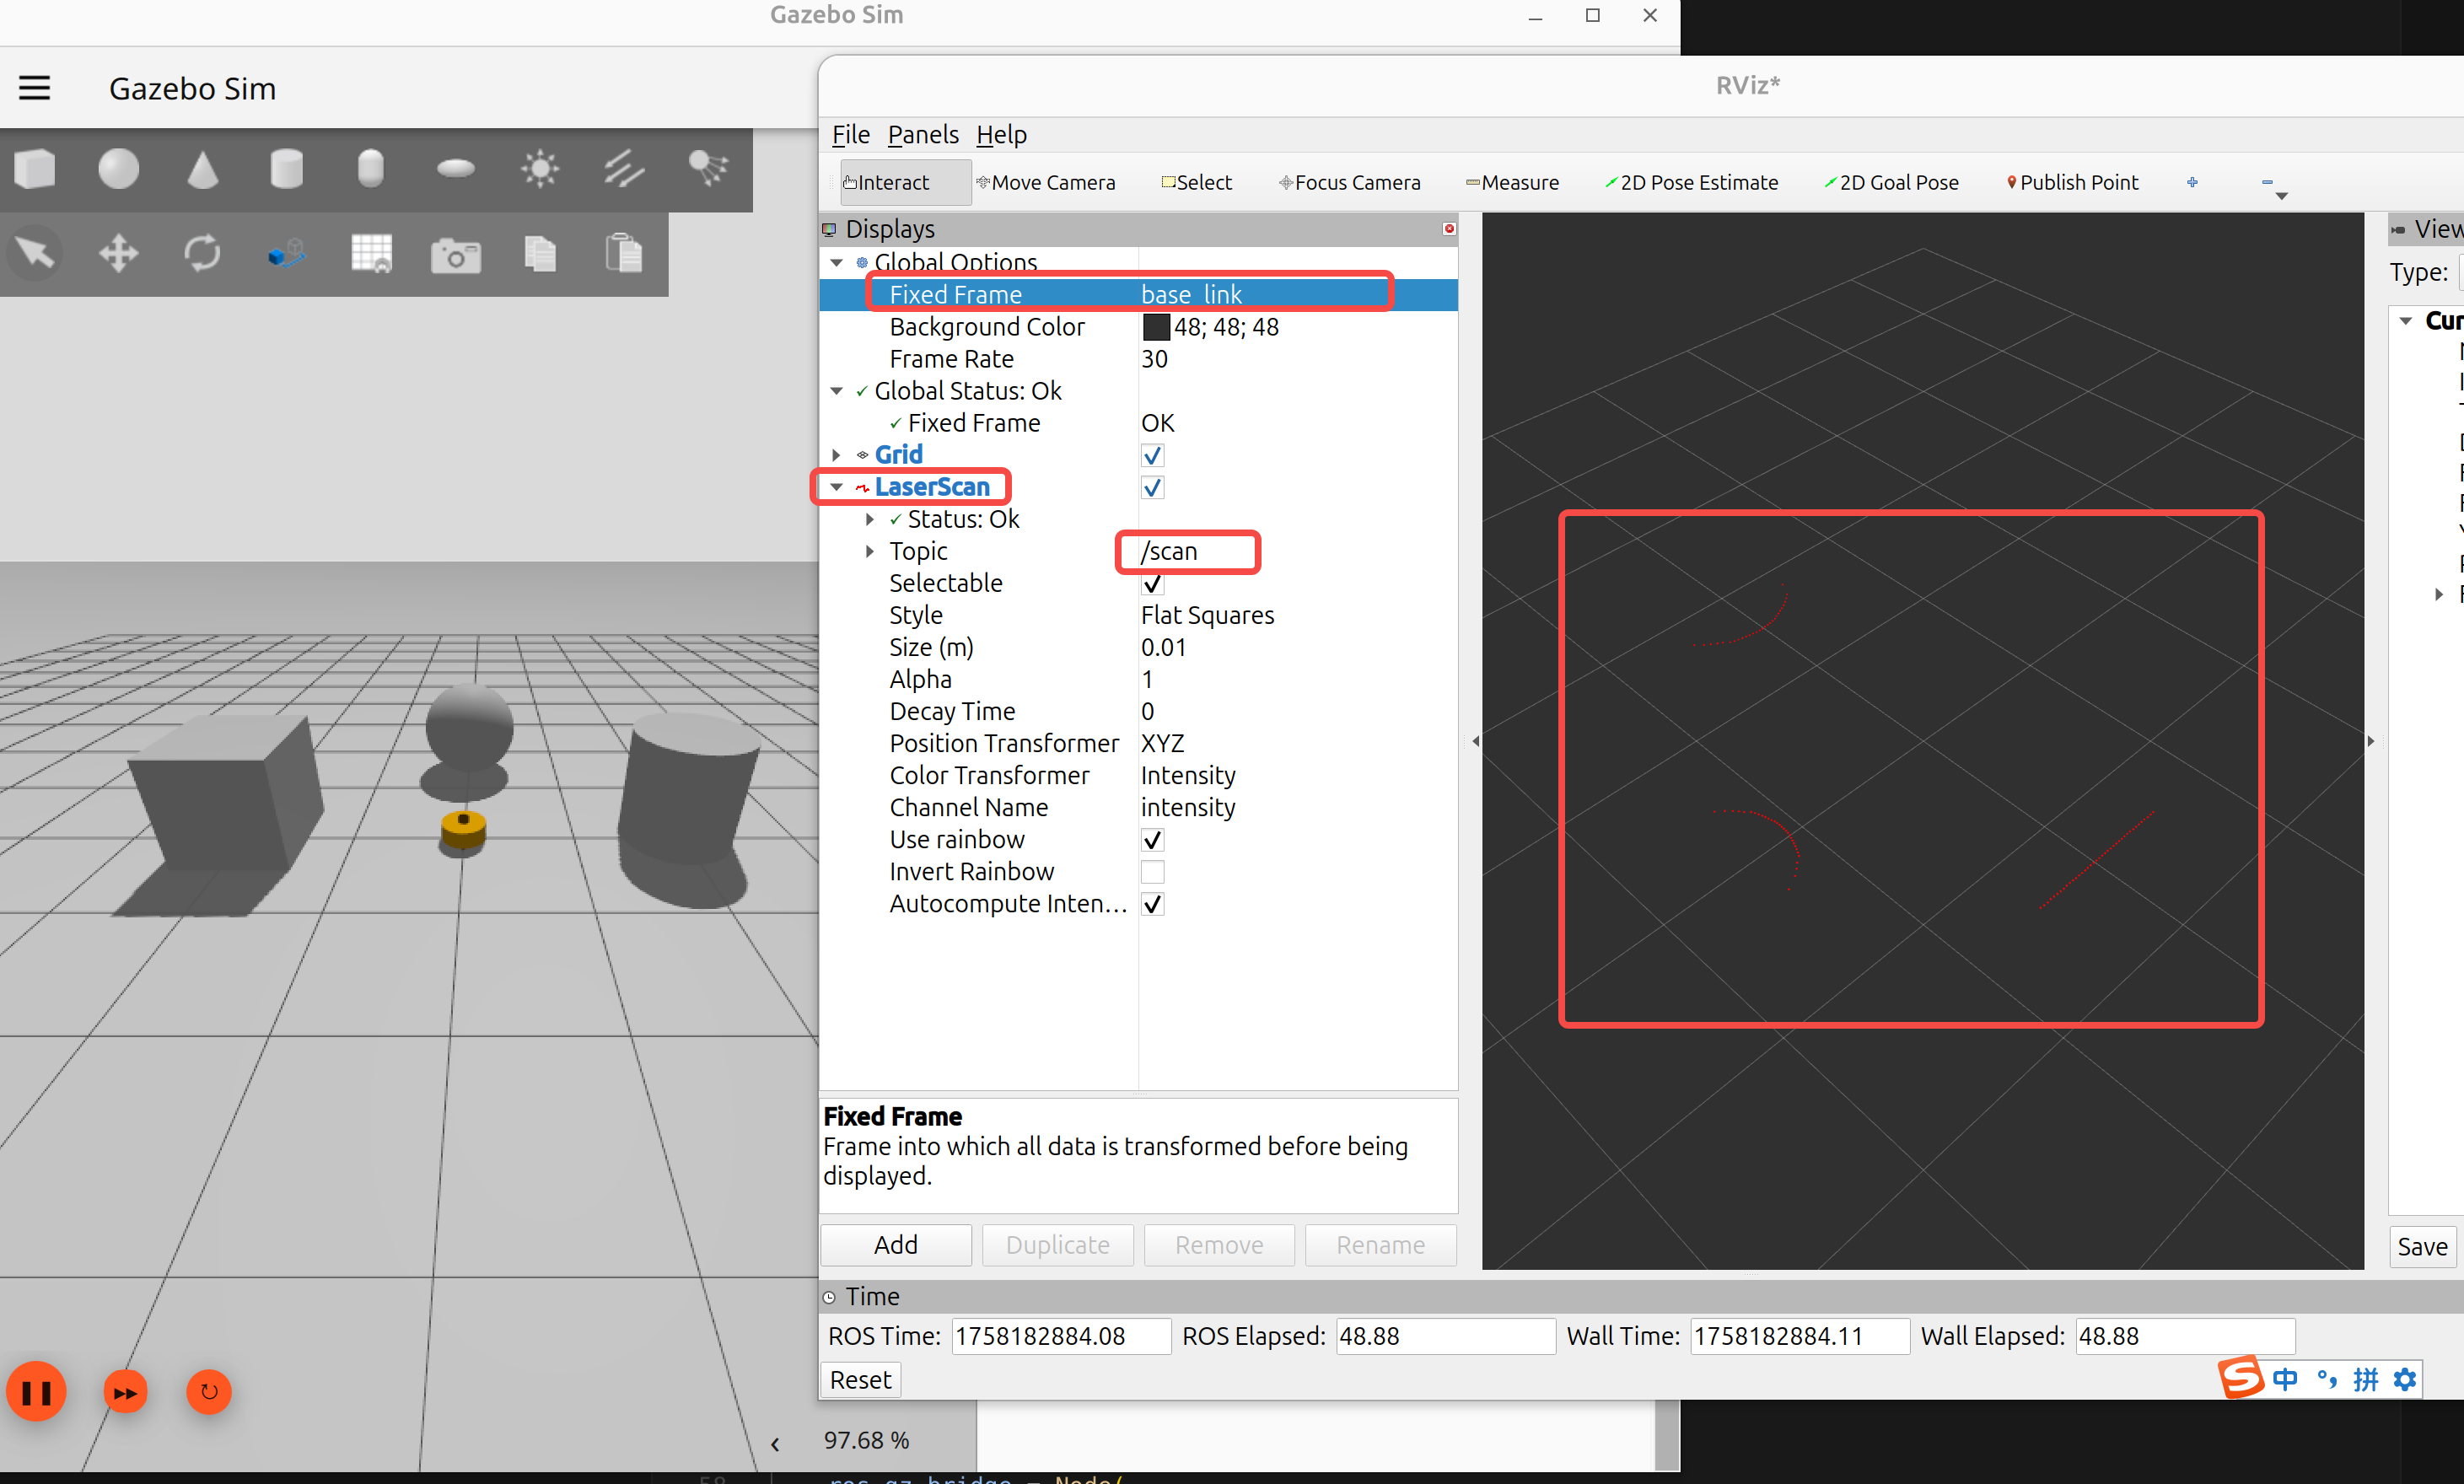 Gazebo Sim
Gazebo Sim
RViz*
File Panels Help
Interact Move Camera Select Focus Camera Measure 2D Pose Estimate 2D Goal Pose Publish Point
Displays
Global Options
Fixed Frame base_link
Background Color 48; 48; 48
Frame Rate 30
Global Status: Ok
Fixed Frame OK
Grid
LaserScan
Status: Ok
Topic /scan
Selectable
Style Flat Squares
Size (m) 0.01
Alpha 1
Decay Time 0
Position Transformer XYZ
Color Transformer Intensity
Channel Name intensity
Use rainbow
Invert Rainbow
Autocompute Inten…
Fixed Frame
Frame into which all data is transformed before being
displayed.
Add Duplicate Remove Rename
View
Type:
Cur
Save
Time
ROS Time: 1758182884.08 ROS Elapsed: 48.88 Wall Time: 1758182884.11 Wall Elapsed: 48.88
Reset
中 拼
97.68 %
58 ros_gz_bridge = Node(